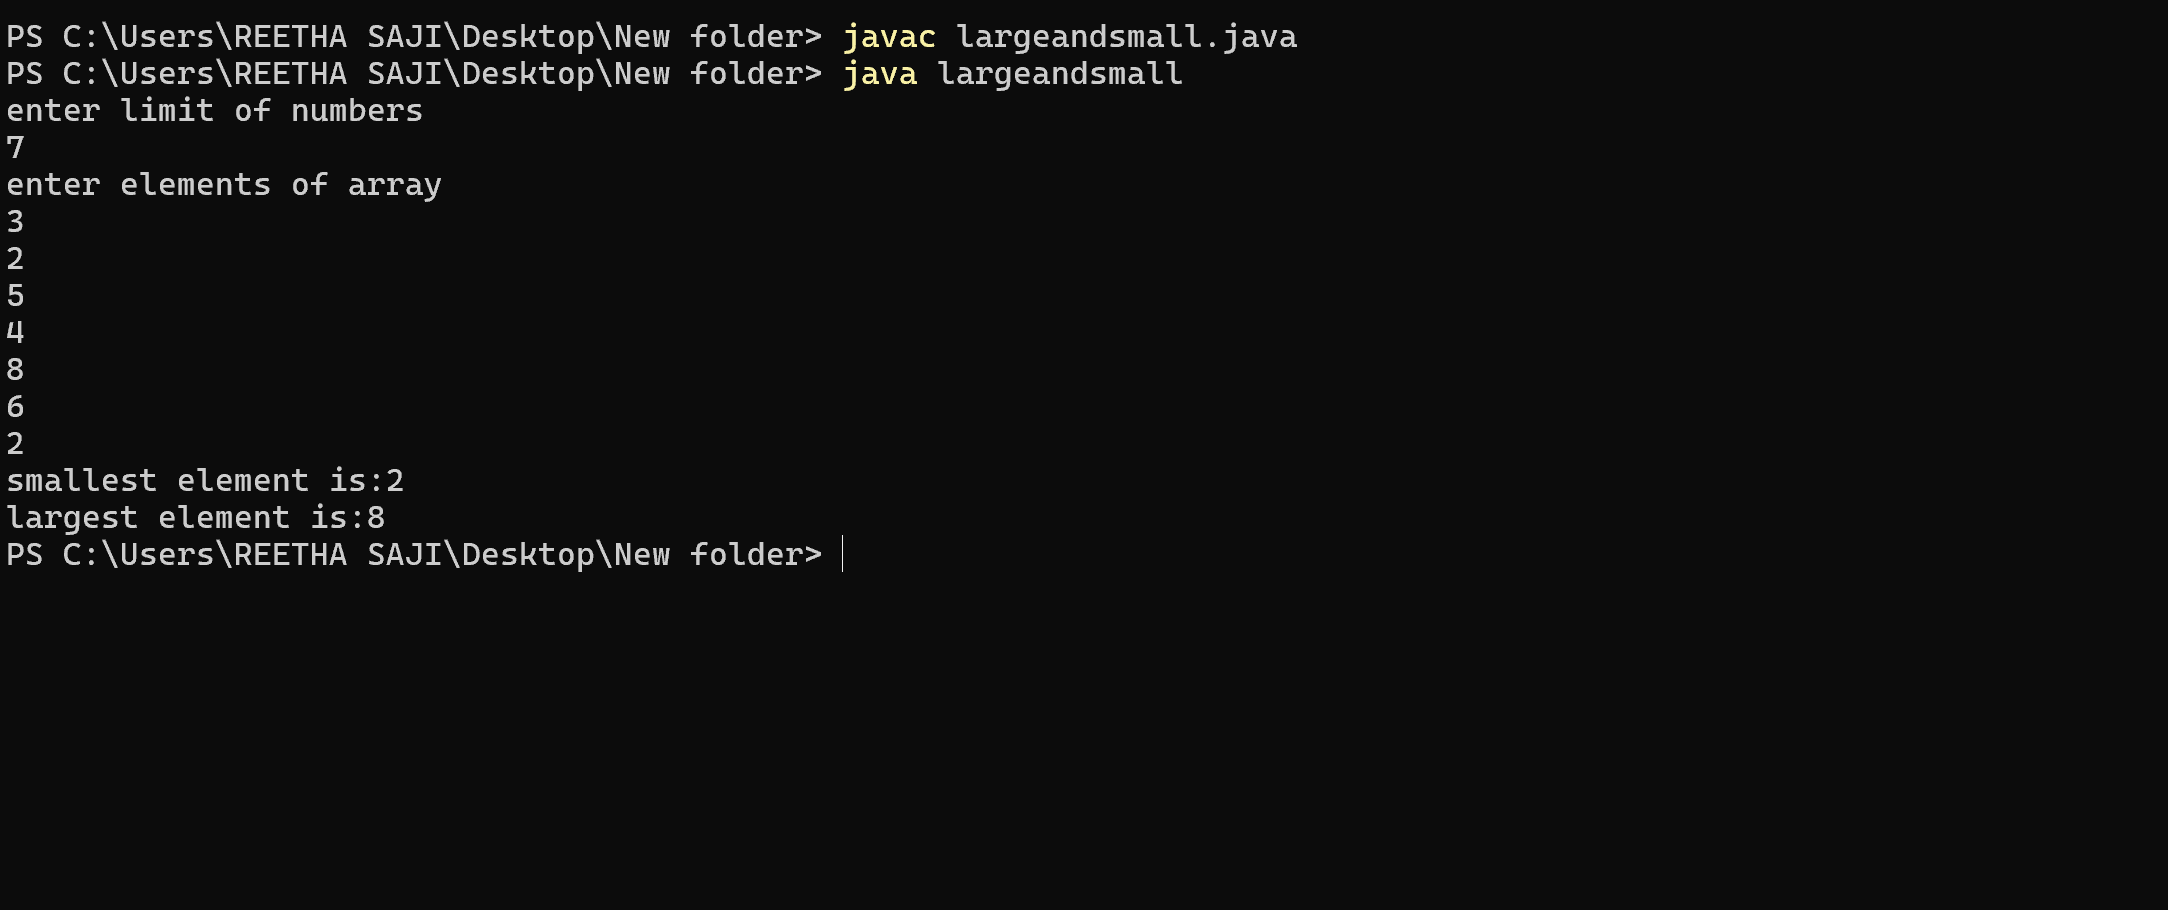 PS C:\Users\REETHA SAJI\Desktop\New folder> javac largeandsmall.java
PS C:\Users\REETHA SAJI\Desktop\New folder> java largeandsmall
enter limit of numbers
7
enter elements of array
3
2
5
4
8
6
2
smallest element is:2
largest element is:8
PS C:\Users\REETHA SAJI\Desktop\New folder>